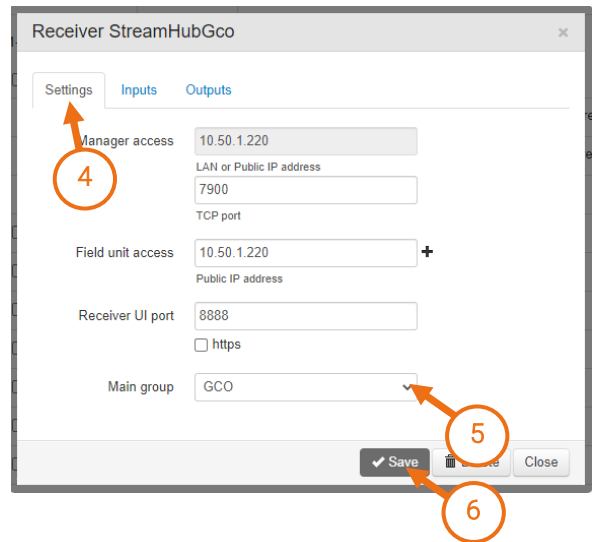 Receiver StreamHubGco ×
Settings Inputs Outputs
4
Manager access 10.50.1.220
LAN or Public IP address
7900
TCP port
Field unit access 10.50.1.220 +
Public IP address
Receiver UI port 8888
https
Main group GCO
5
Save Close
6